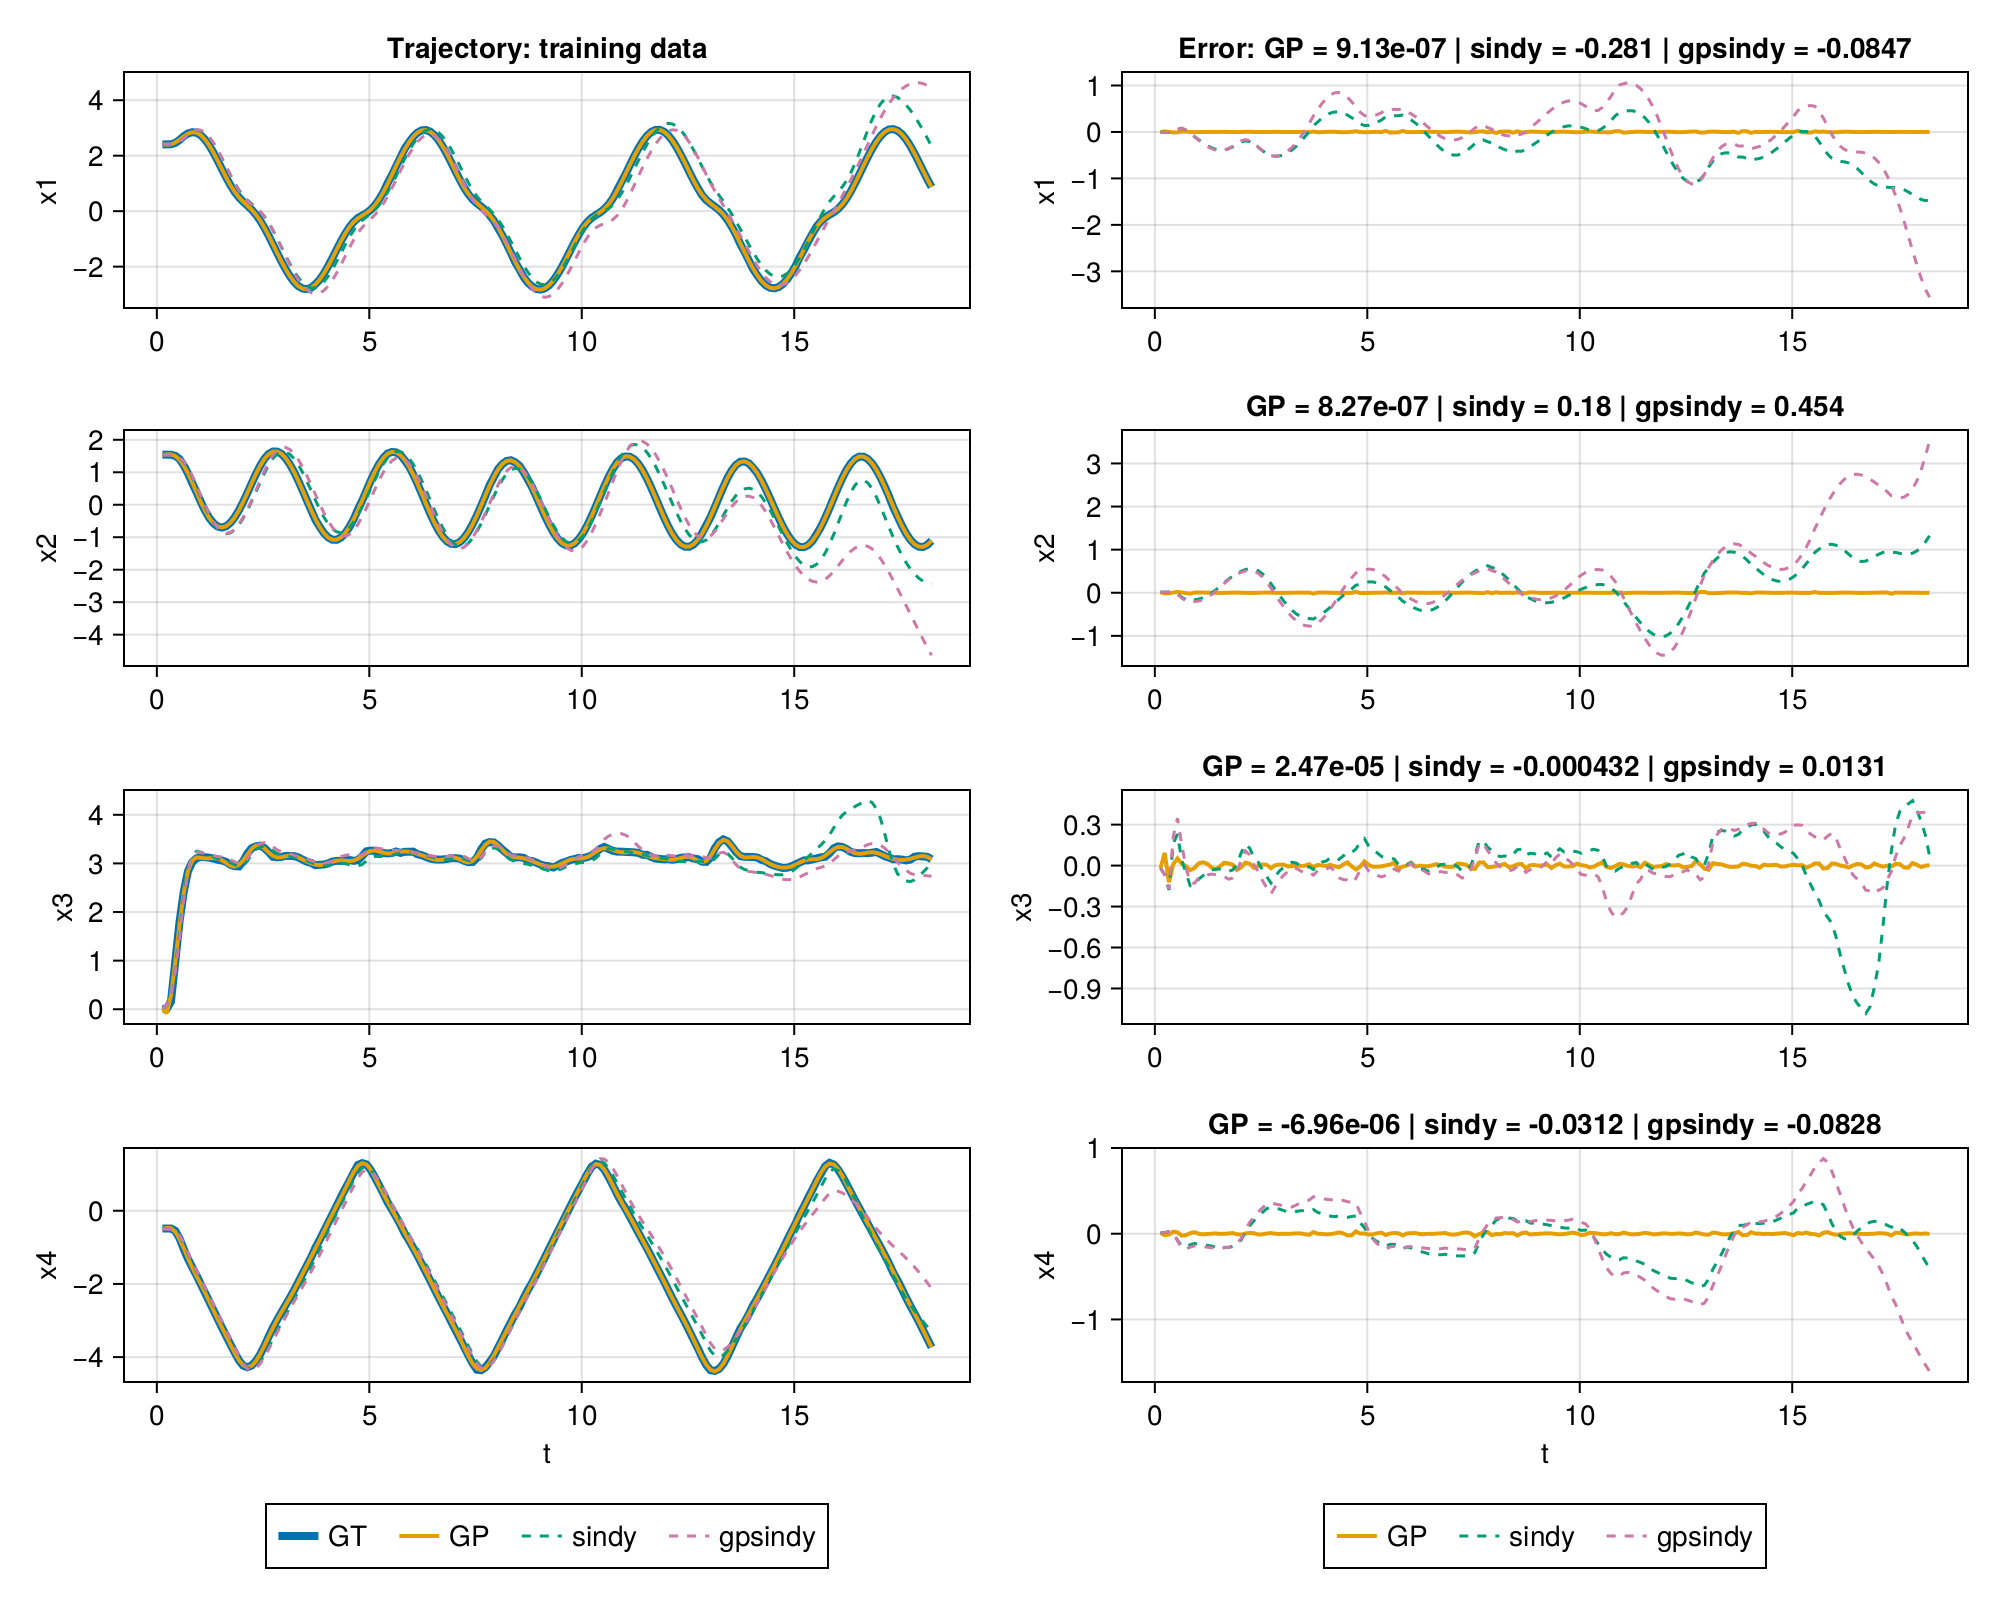 Trajectory: training data
x1
4
2
0
−2
0 5 10 15
Error: GP = 9.13e-07 | sindy = -0.281 | gpsindy = -0.0847
x1
1
0
−1
−2
−3
0 5 10 15
x2
2
1
0
−1
−2
−3
−4
0 5 10 15
GP = 8.27e-07 | sindy = 0.18 | gpsindy = 0.454
x2
3
2
1
0
−1
0 5 10 15
x3
4
3
2
1
0
0 5 10 15
GP = 2.47e-05 | sindy = -0.000432 | gpsindy = 0.0131
x3
0.3
0.0
−0.3
−0.6
−0.9
0 5 10 15
x4
0
−2
−4
0 5 10 15
t
GP = -6.96e-06 | sindy = -0.0312 | gpsindy = -0.0828
x4
1
0
−1
0 5 10 15
t
GT GP sindy gpsindy
GP sindy gpsindy